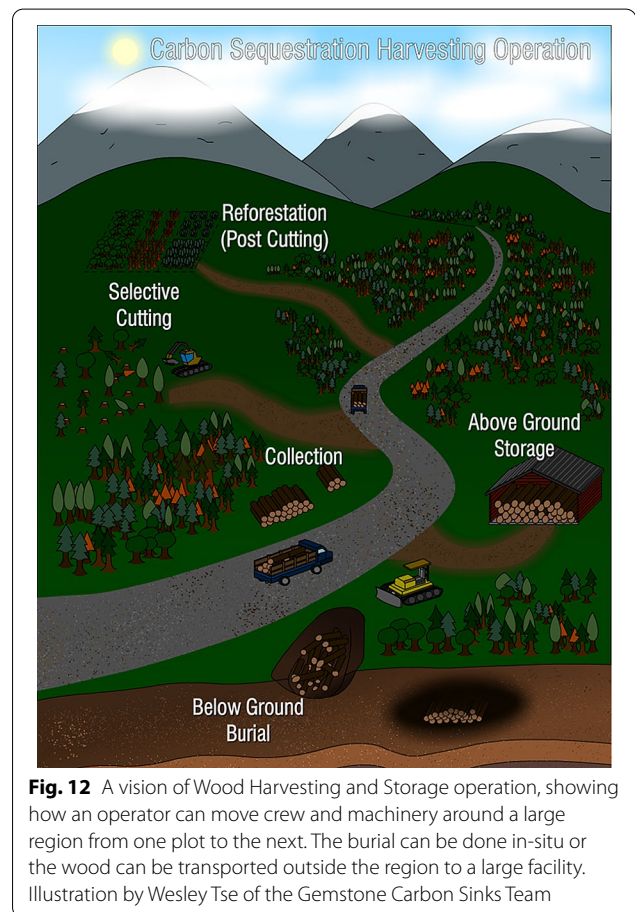 Carbon Sequestration Harvesting Operation
Reforestation
(Post Cutting)
Selective
Cutting
Above Ground
Storage
Collection
Below Ground
Burial
Fig. 12 A vision of Wood Harvesting and Storage operation, showing
how an operator can move crew and machinery around a large
region from one plot to the next. The burial can be done in-situ or
the wood can be transported outside the region to a large facility.
Illustration by Wesley Tse of the Gemstone Carbon Sinks Team